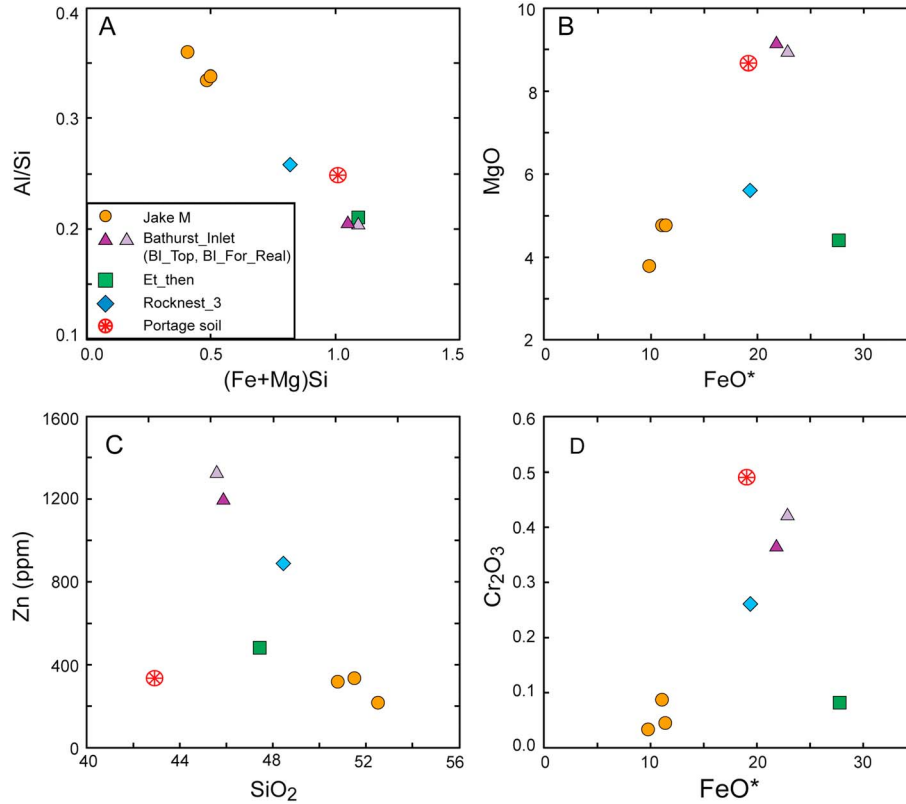 A
0.4
0.3
0.2
0.1
Al/Si
Jake M
Bathurst_Inlet
(BI_Top, BI_For_Real)
Et_then
Rocknest_3
Portage soil
0.0 0.5 1.0 1.5
(Fe+Mg)Si
B
10
8
6
4
2
MgO
0 10 20 30
FeO*
C
1600
1200
800
400
0
Zn (ppm)
40 44 48 52 56
SiO₂
D
0.6
0.5
0.4
0.3
0.2
0.1
0.0
Cr₂O₃
0 10 20 30
FeO*